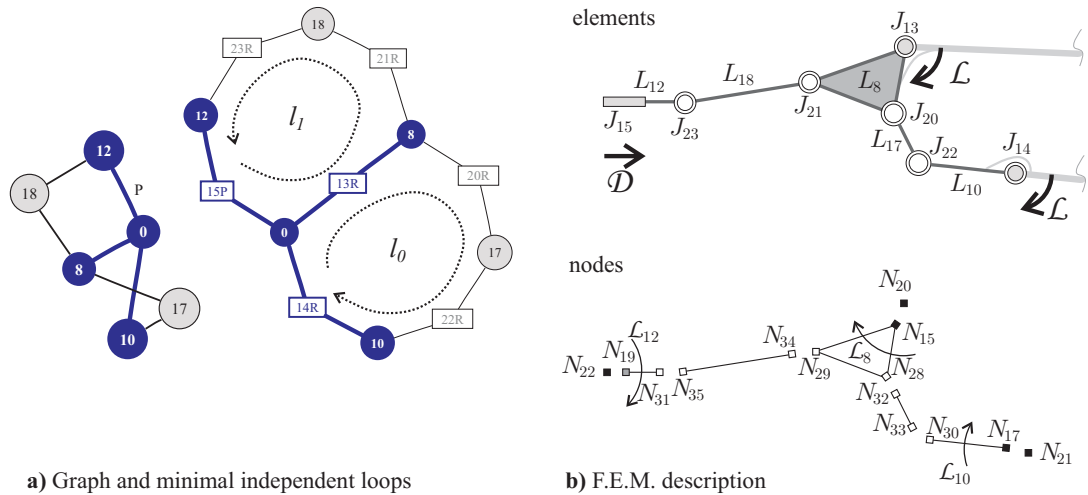 12
P
18
0
8
17
10
18
23R
21R
12
l₁
8
15P
13R
20R
0
l₀
17
14R
22R
10
a) Graph and minimal independent loops
elements
J₁₃
L₁₂
L₁₈
L₈
ℒ
J₁₅
J₂₃
J₂₁
J₂₀
L₁₇
J₂₂
J₁₄
𝒟
L₁₀
ℒ
nodes
N₂₀
N₁₅
ℒ₁₂
N₃₄
ℒ₈
N₂₂
N₁₉
N₂₉
N₂₈
N₃₁
N₃₅
N₃₂
N₃₃
N₃₀
N₁₇
N₂₁
ℒ₁₀
b) F.E.M. description